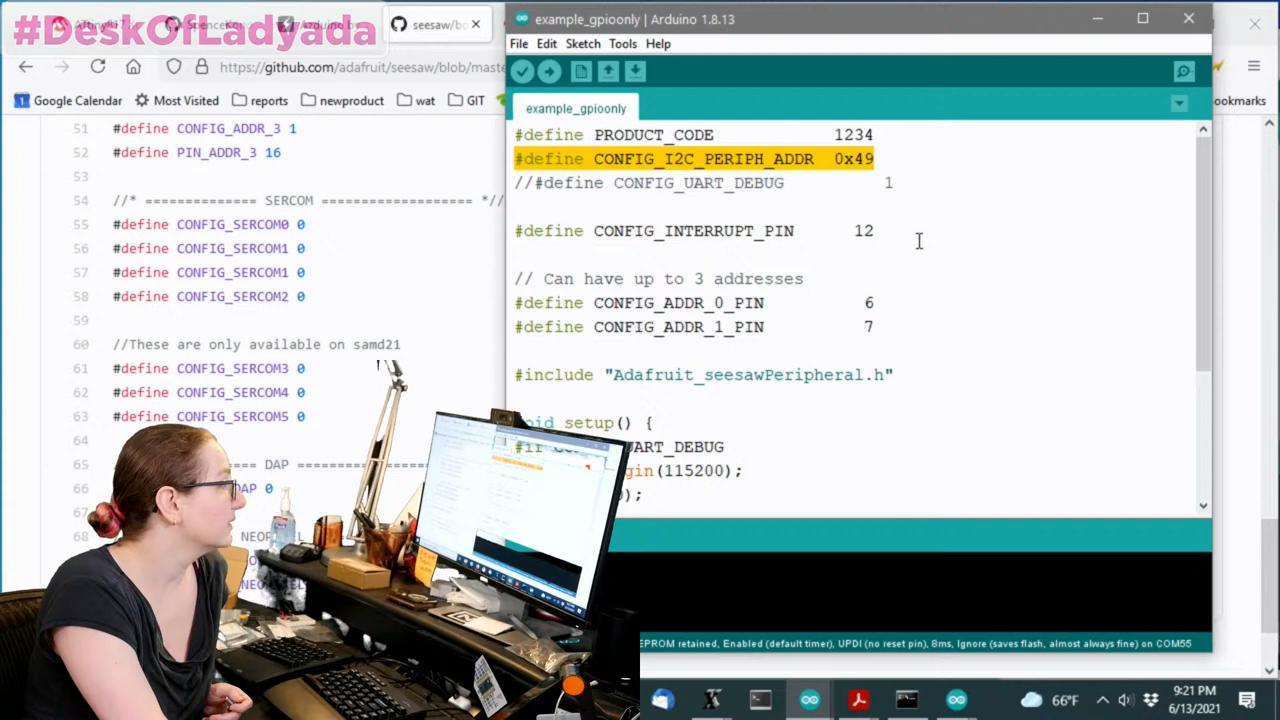 #DeskOfLadyada
seesaw/bo
https://github.com/adafruit/seesaw/blob/maste
Google Calendar
Most Visited
reports
newproduct
wat
GIT
ookmarks
51 #define CONFIG_ADDR_3 1
52 #define PIN_ADDR_3 16
53
54 //* ============== SERCOM =================== *//
55 #define CONFIG_SERCOM0 0
56 #define CONFIG_SERCOM1 0
57 #define CONFIG_SERCOM1 0
58 #define CONFIG_SERCOM2 0
59
60 //These are only available on samd21
61 #define CONFIG_SERCOM3 0
62 #define CONFIG_SERCOM4 0
63 #define CONFIG_SERCOM5 0
64
65 DAP
66 DAP 0
67
68 NEOPIXEL
example_gpioonly | Arduino 1.8.13
File Edit Sketch Tools Help
example_gpioonly
#define PRODUCT_CODE 1234
#define CONFIG_I2C_PERIPH_ADDR 0x49
//#define CONFIG_UART_DEBUG 1
#define CONFIG_INTERRUPT_PIN 12
// Can have up to 3 addresses
#define CONFIG_ADDR_0_PIN 6
#define CONFIG_ADDR_1_PIN 7
#include "Adafruit_seesawPeripheral.h"
void setup() {
#if UART_DEBUG
gin(115200);
);
EPROM retained, Enabled (default timer), UPDI (no reset pin), 8ms, Ignore (saves flash, almost always fine) on COM55
66°F
9:21 PM
6/13/2021